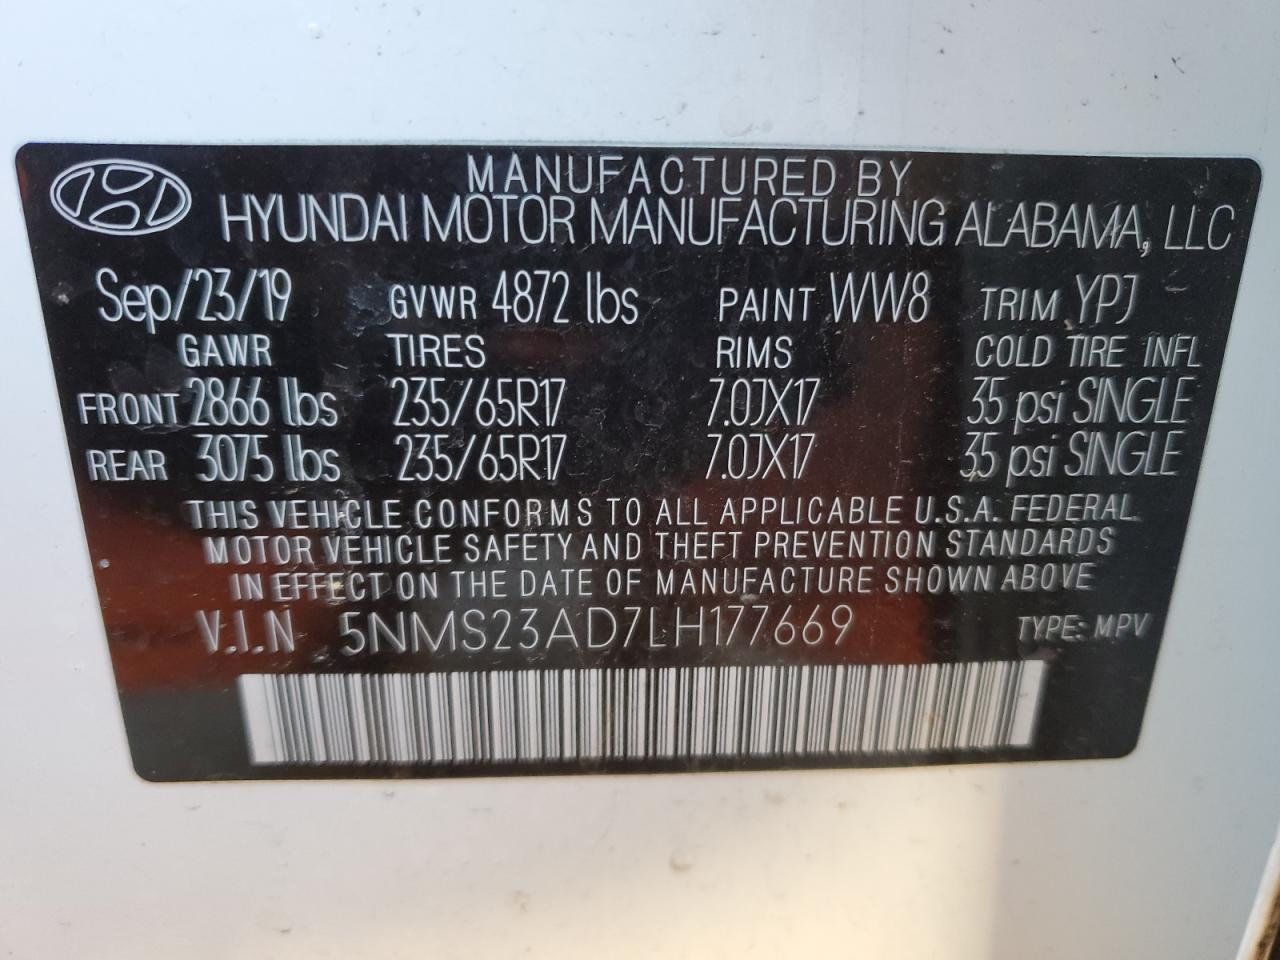 MANUFACTURED BY
HYUNDAI MOTOR MANUFACTURING ALABAMA, LLC
Sep/23/19 GVWR 4872 lbs PAINT WW8 TRIM YPJ
GAWR TIRES RIMS COLD TIRE INFL
FRONT 2866 lbs 235/65R17 7.0JX17 35 psi SINGLE
REAR 3075 lbs 235/65R17 7.0JX17 35 psi SINGLE
THIS VEHICLE CONFORMS TO ALL APPLICABLE U.S.A. FEDERAL
MOTOR VEHICLE SAFETY AND THEFT PREVENTION STANDARDS
IN EFFECT ON THE DATE OF MANUFACTURE SHOWN ABOVE
V.I.N 5NMS23AD7LH177669 TYPE: MPV